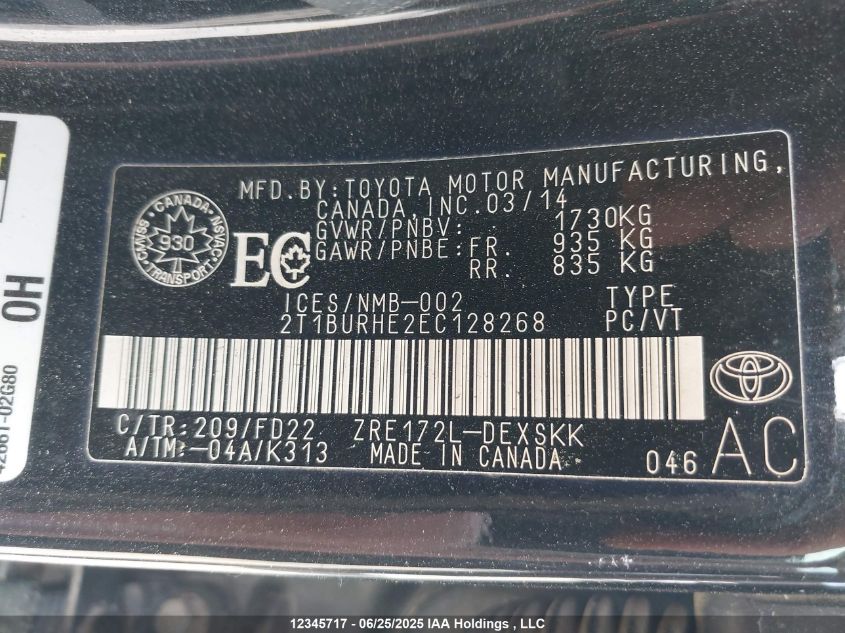 MFD.BY:TOYOTA MOTOR MANUFACTURING,
CANADA,INC.03/14
GVWR/PNBV: 1730KG
GAWR/PNBE:FR. 935 KG
RR. 835 KG
CANADA
930
TRANSPORT
EC
ICES/NMB-002
TYPE
2T1BURHE2EC128268
PC/VT
C/TR:209/FD22 ZRE172L-DEXSKK
A/TM:-04A/K313 MADE IN CANADA
046 AC
OH
42661-02G80
12345717 - 06/25/2025 IAA Holdings , LLC